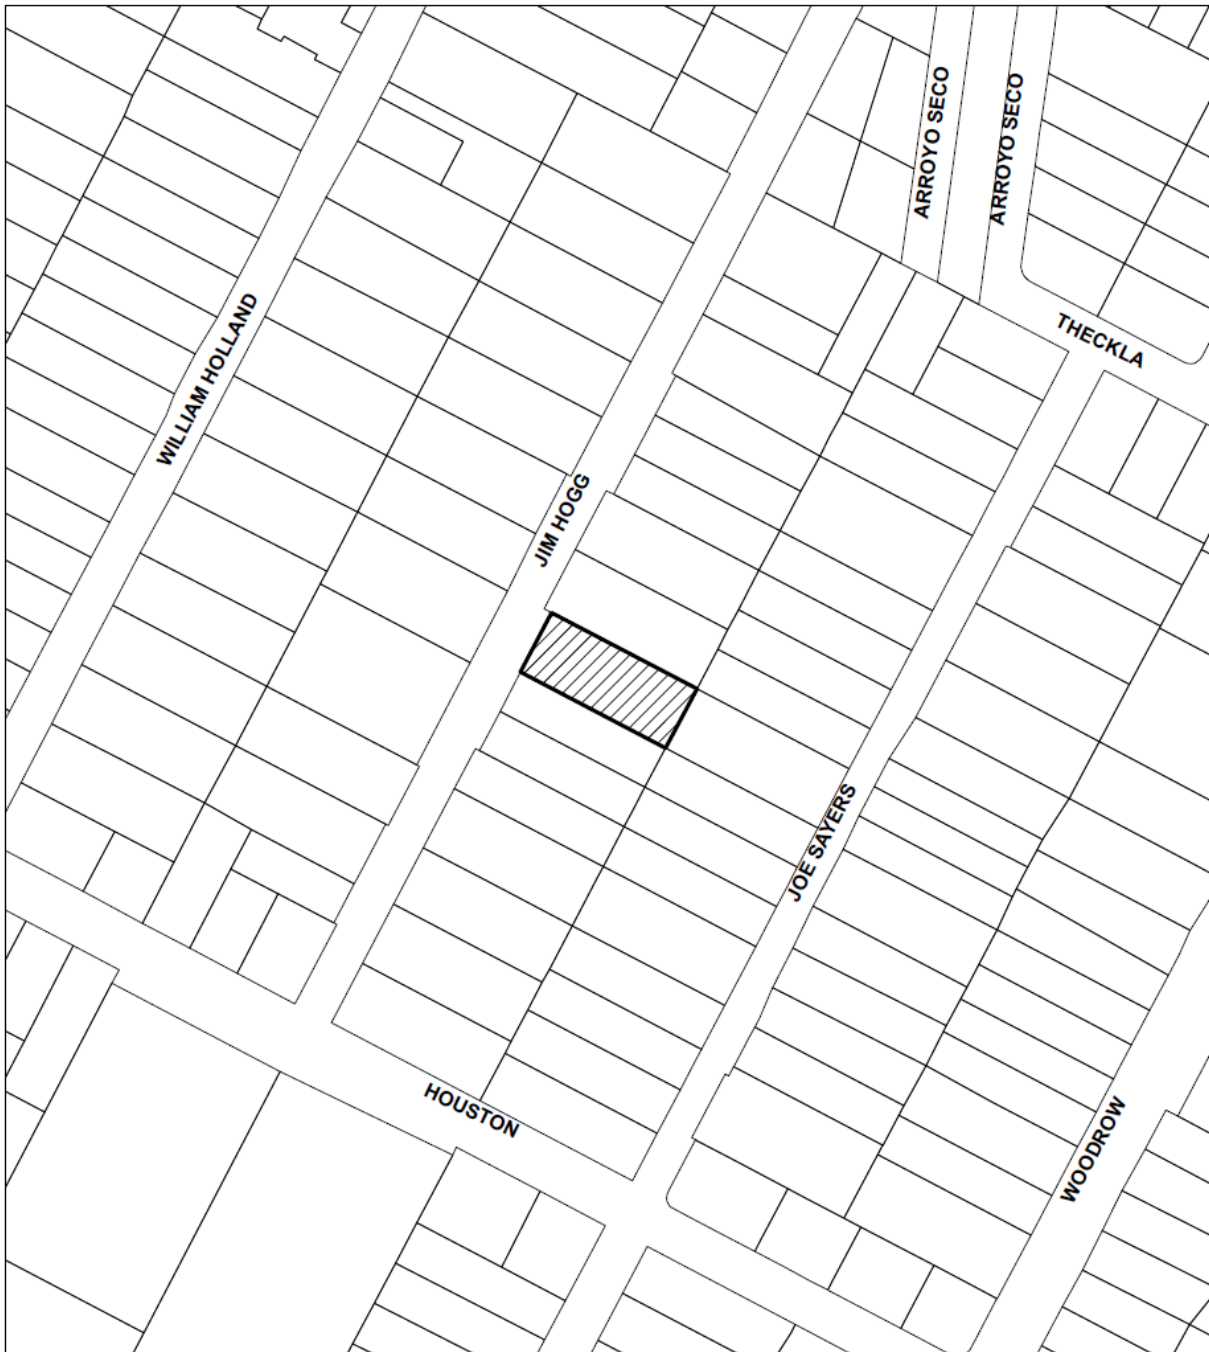 ARROYO SECO
ARROYO SECO
THECKLA
WILLIAM HOLLAND
JIM HOGG
JOE SAYERS
HOUSTON
WOODROW